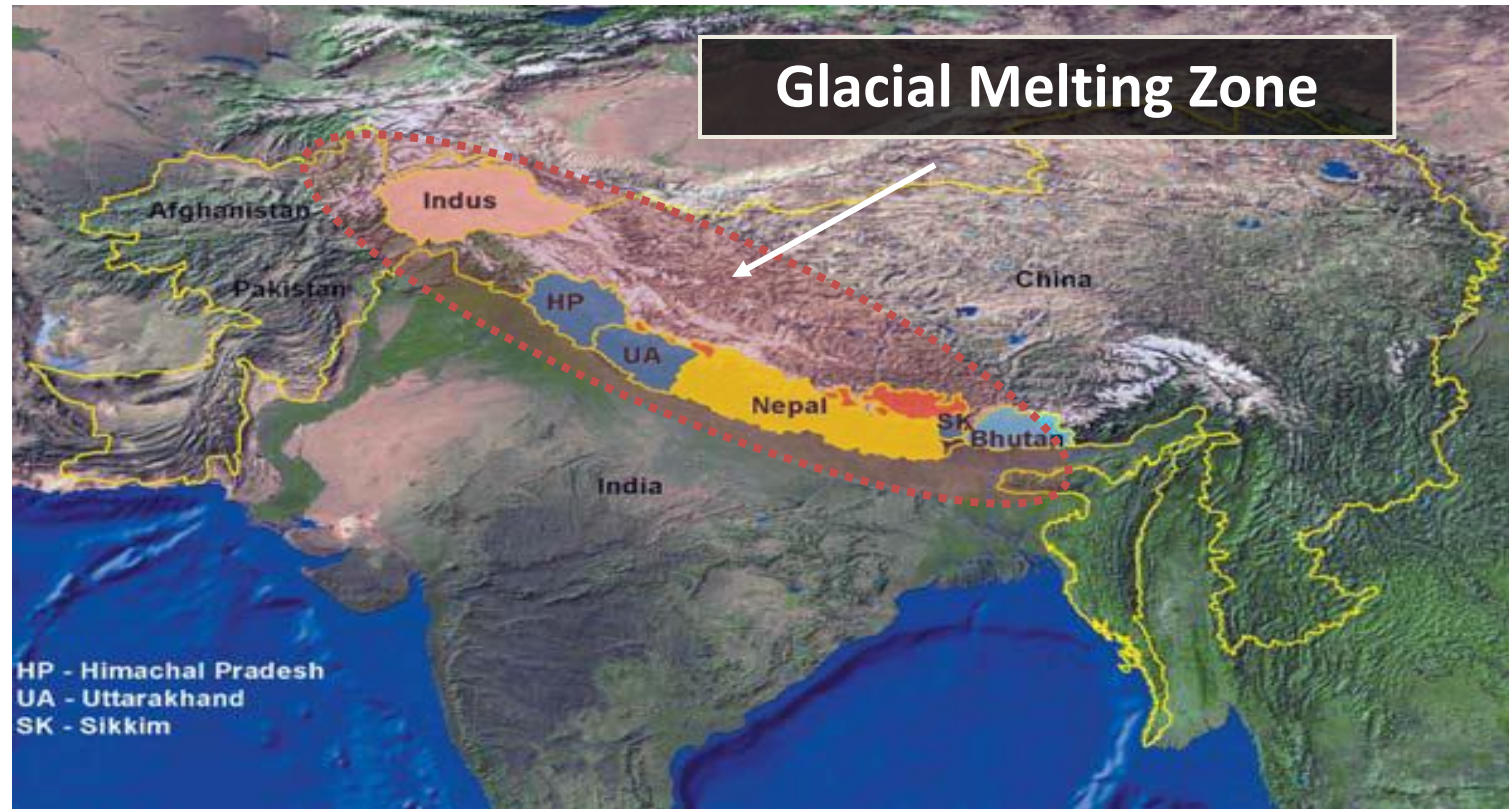 Glacial Melting Zone
Indus
Afghanistan
Pakistan
China
HP
UA
Nepal
SK
Bhutan
India
HP - Himachal Pradesh
UA - Uttarakhand
SK - Sikkim